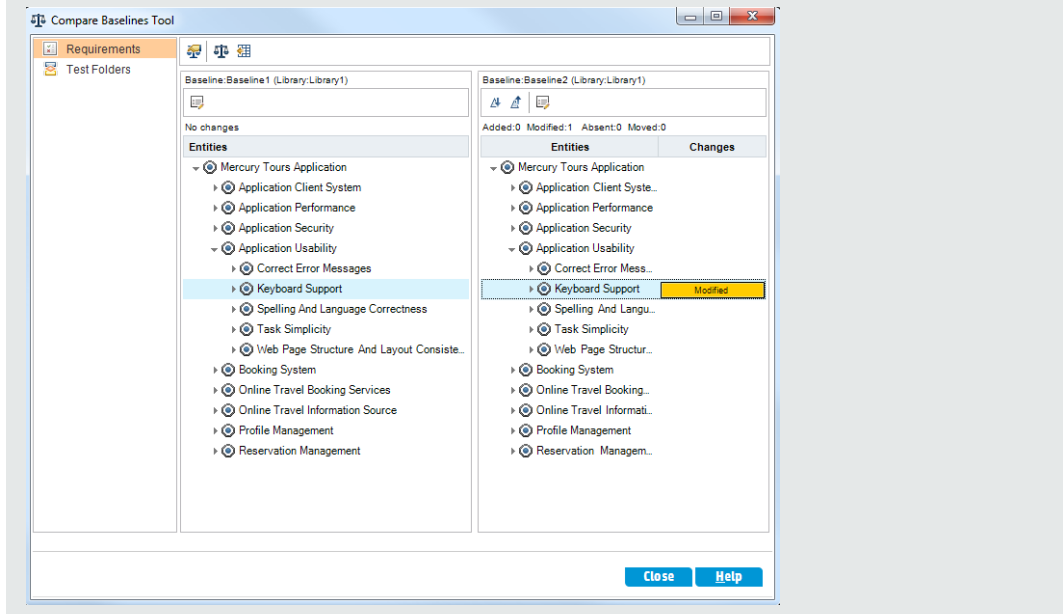 Compare Baselines Tool
Requirements
Test Folders
Baseline:Baseline1 (Library:Library1)
No changes
Entities
Mercury Tours Application
Application Client System
Application Performance
Application Security
Application Usability
Correct Error Messages
Keyboard Support
Spelling And Language Correctness
Task Simplicity
Web Page Structure And Layout Consiste...
Booking System
Online Travel Booking Services
Online Travel Information Source
Profile Management
Reservation Management
Baseline:Baseline2 (Library:Library1)
Added:0 Modified:1 Absent:0 Moved:0
Entities Changes
Mercury Tours Application
Application Client Syste...
Application Performance
Application Security
Application Usability
Correct Error Mess...
Keyboard Support Modified
Spelling And Langu...
Task Simplicity
Web Page Structur...
Booking System
Online Travel Booking...
Online Travel Informati...
Profile Management
Reservation Managem...
Close Help